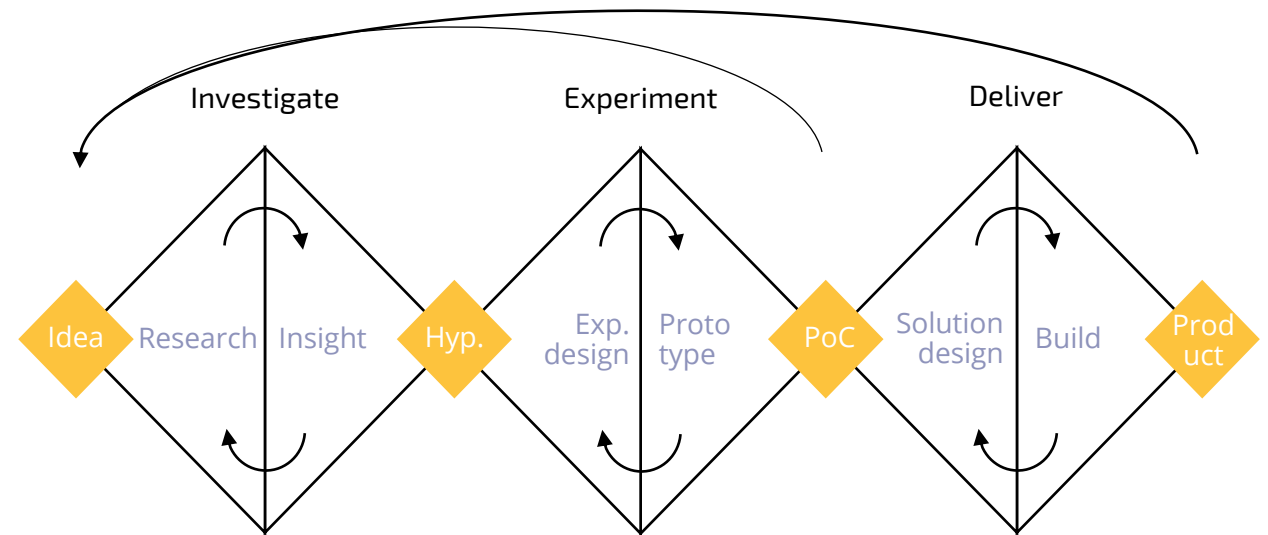 Investigate
Experiment
Deliver
Idea
Research
Insight
Hyp.
Exp.
design
Proto
type
PoC
Solution
design
Build
Prod
uct